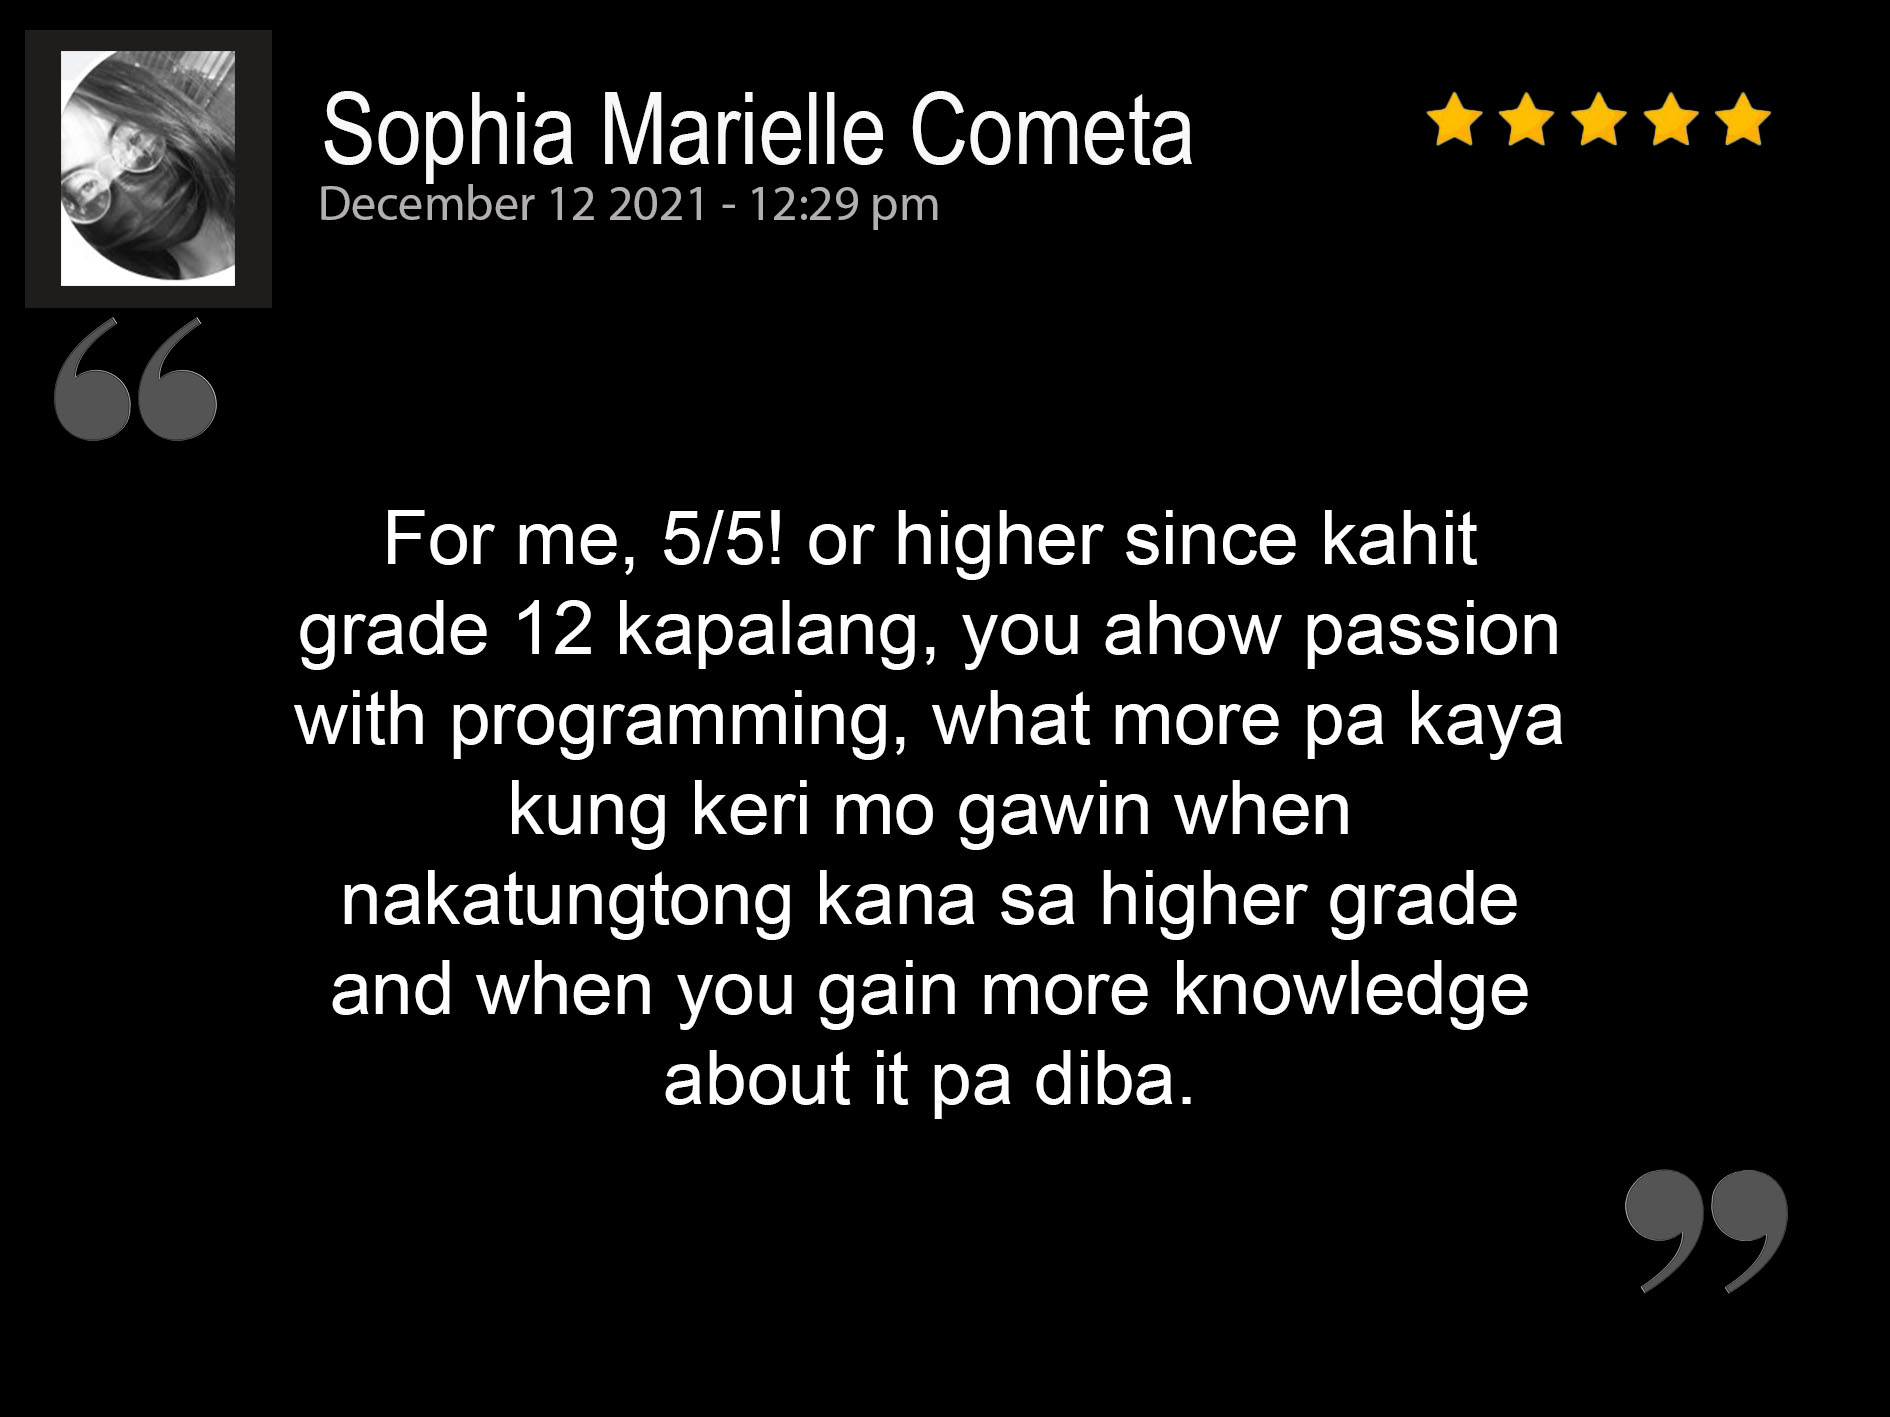 Sophia Marielle Cometa
December 12 2021 - 12:29 pm
“
For me, 5/5! or higher since kahit
grade 12 kapalang, you ahow passion
with programming, what more pa kaya
kung keri mo gawin when
nakatungtong kana sa higher grade
and when you gain more knowledge
about it pa diba.
”